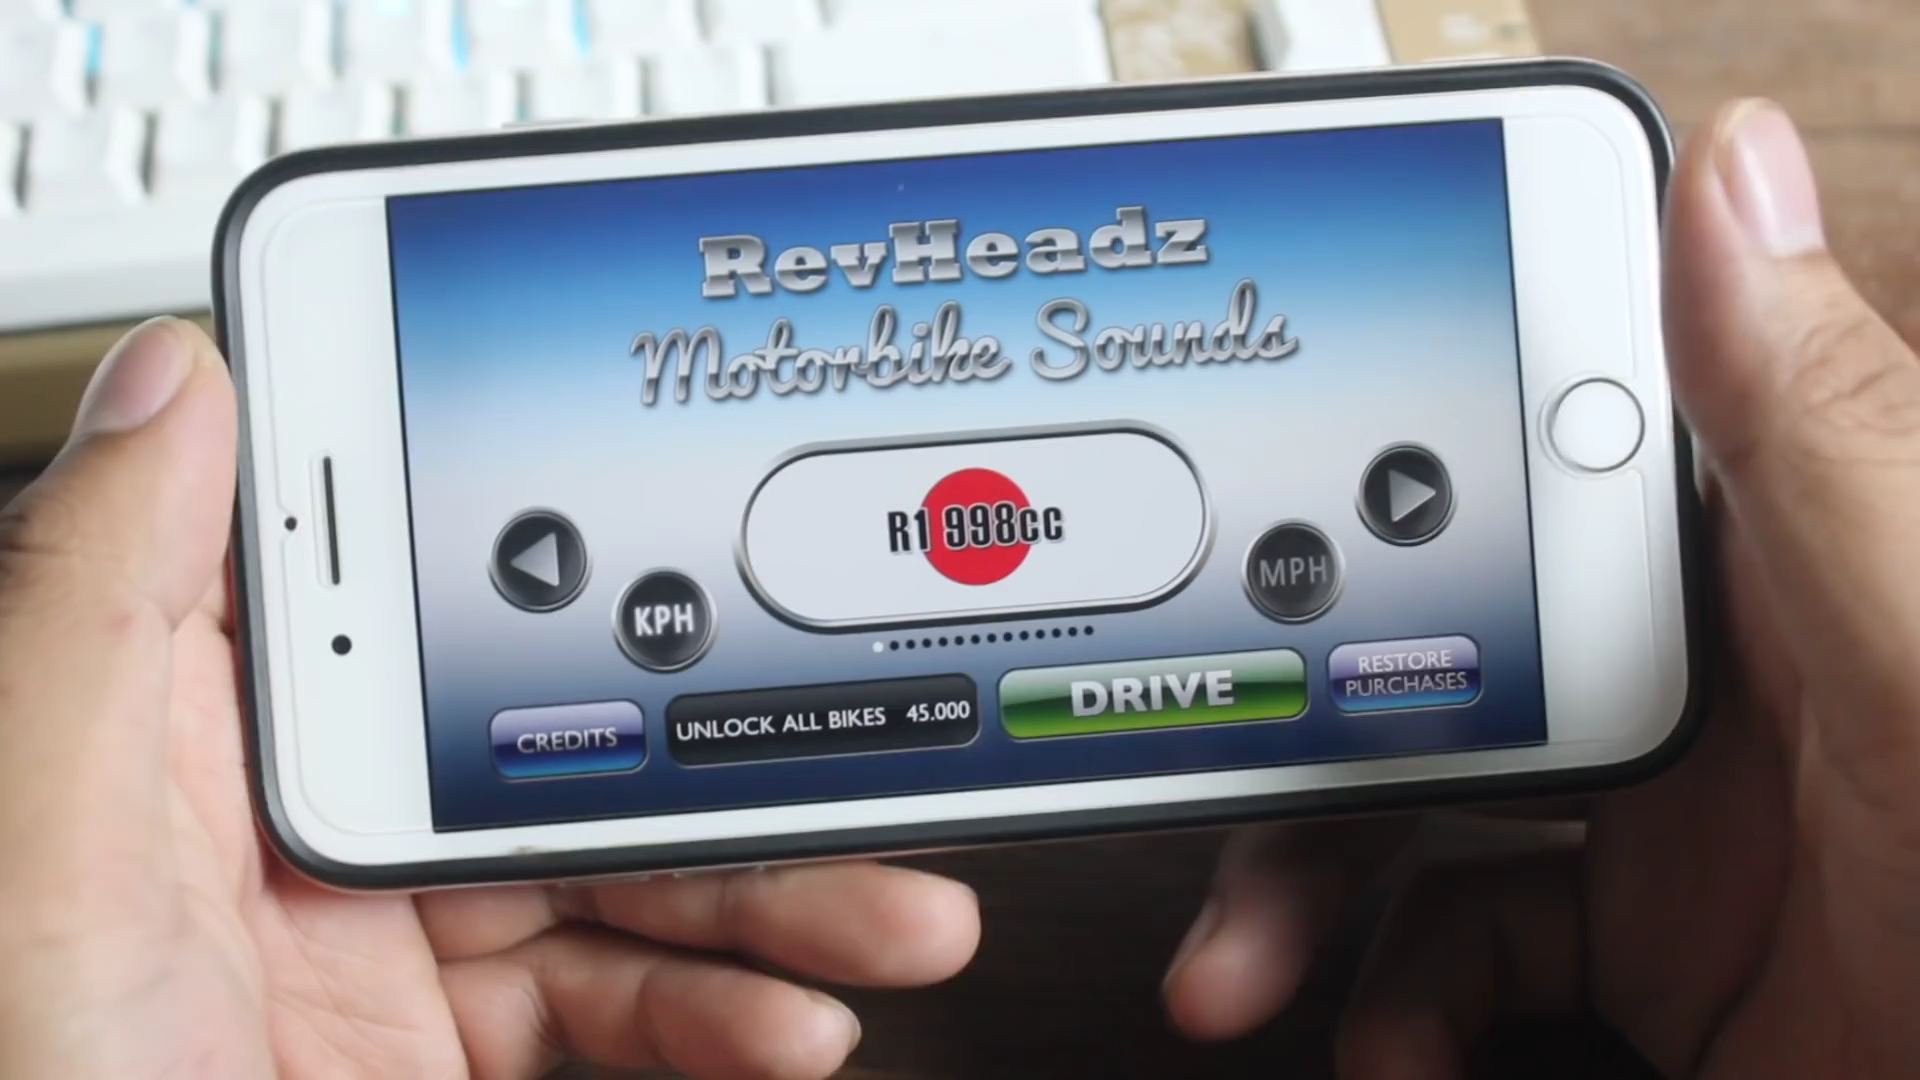 RevHeadz
Motorbike Sounds
R1 998cc
KPH
MPH
CREDITS
UNLOCK ALL BIKES 45.000
DRIVE
RESTORE
PURCHASES